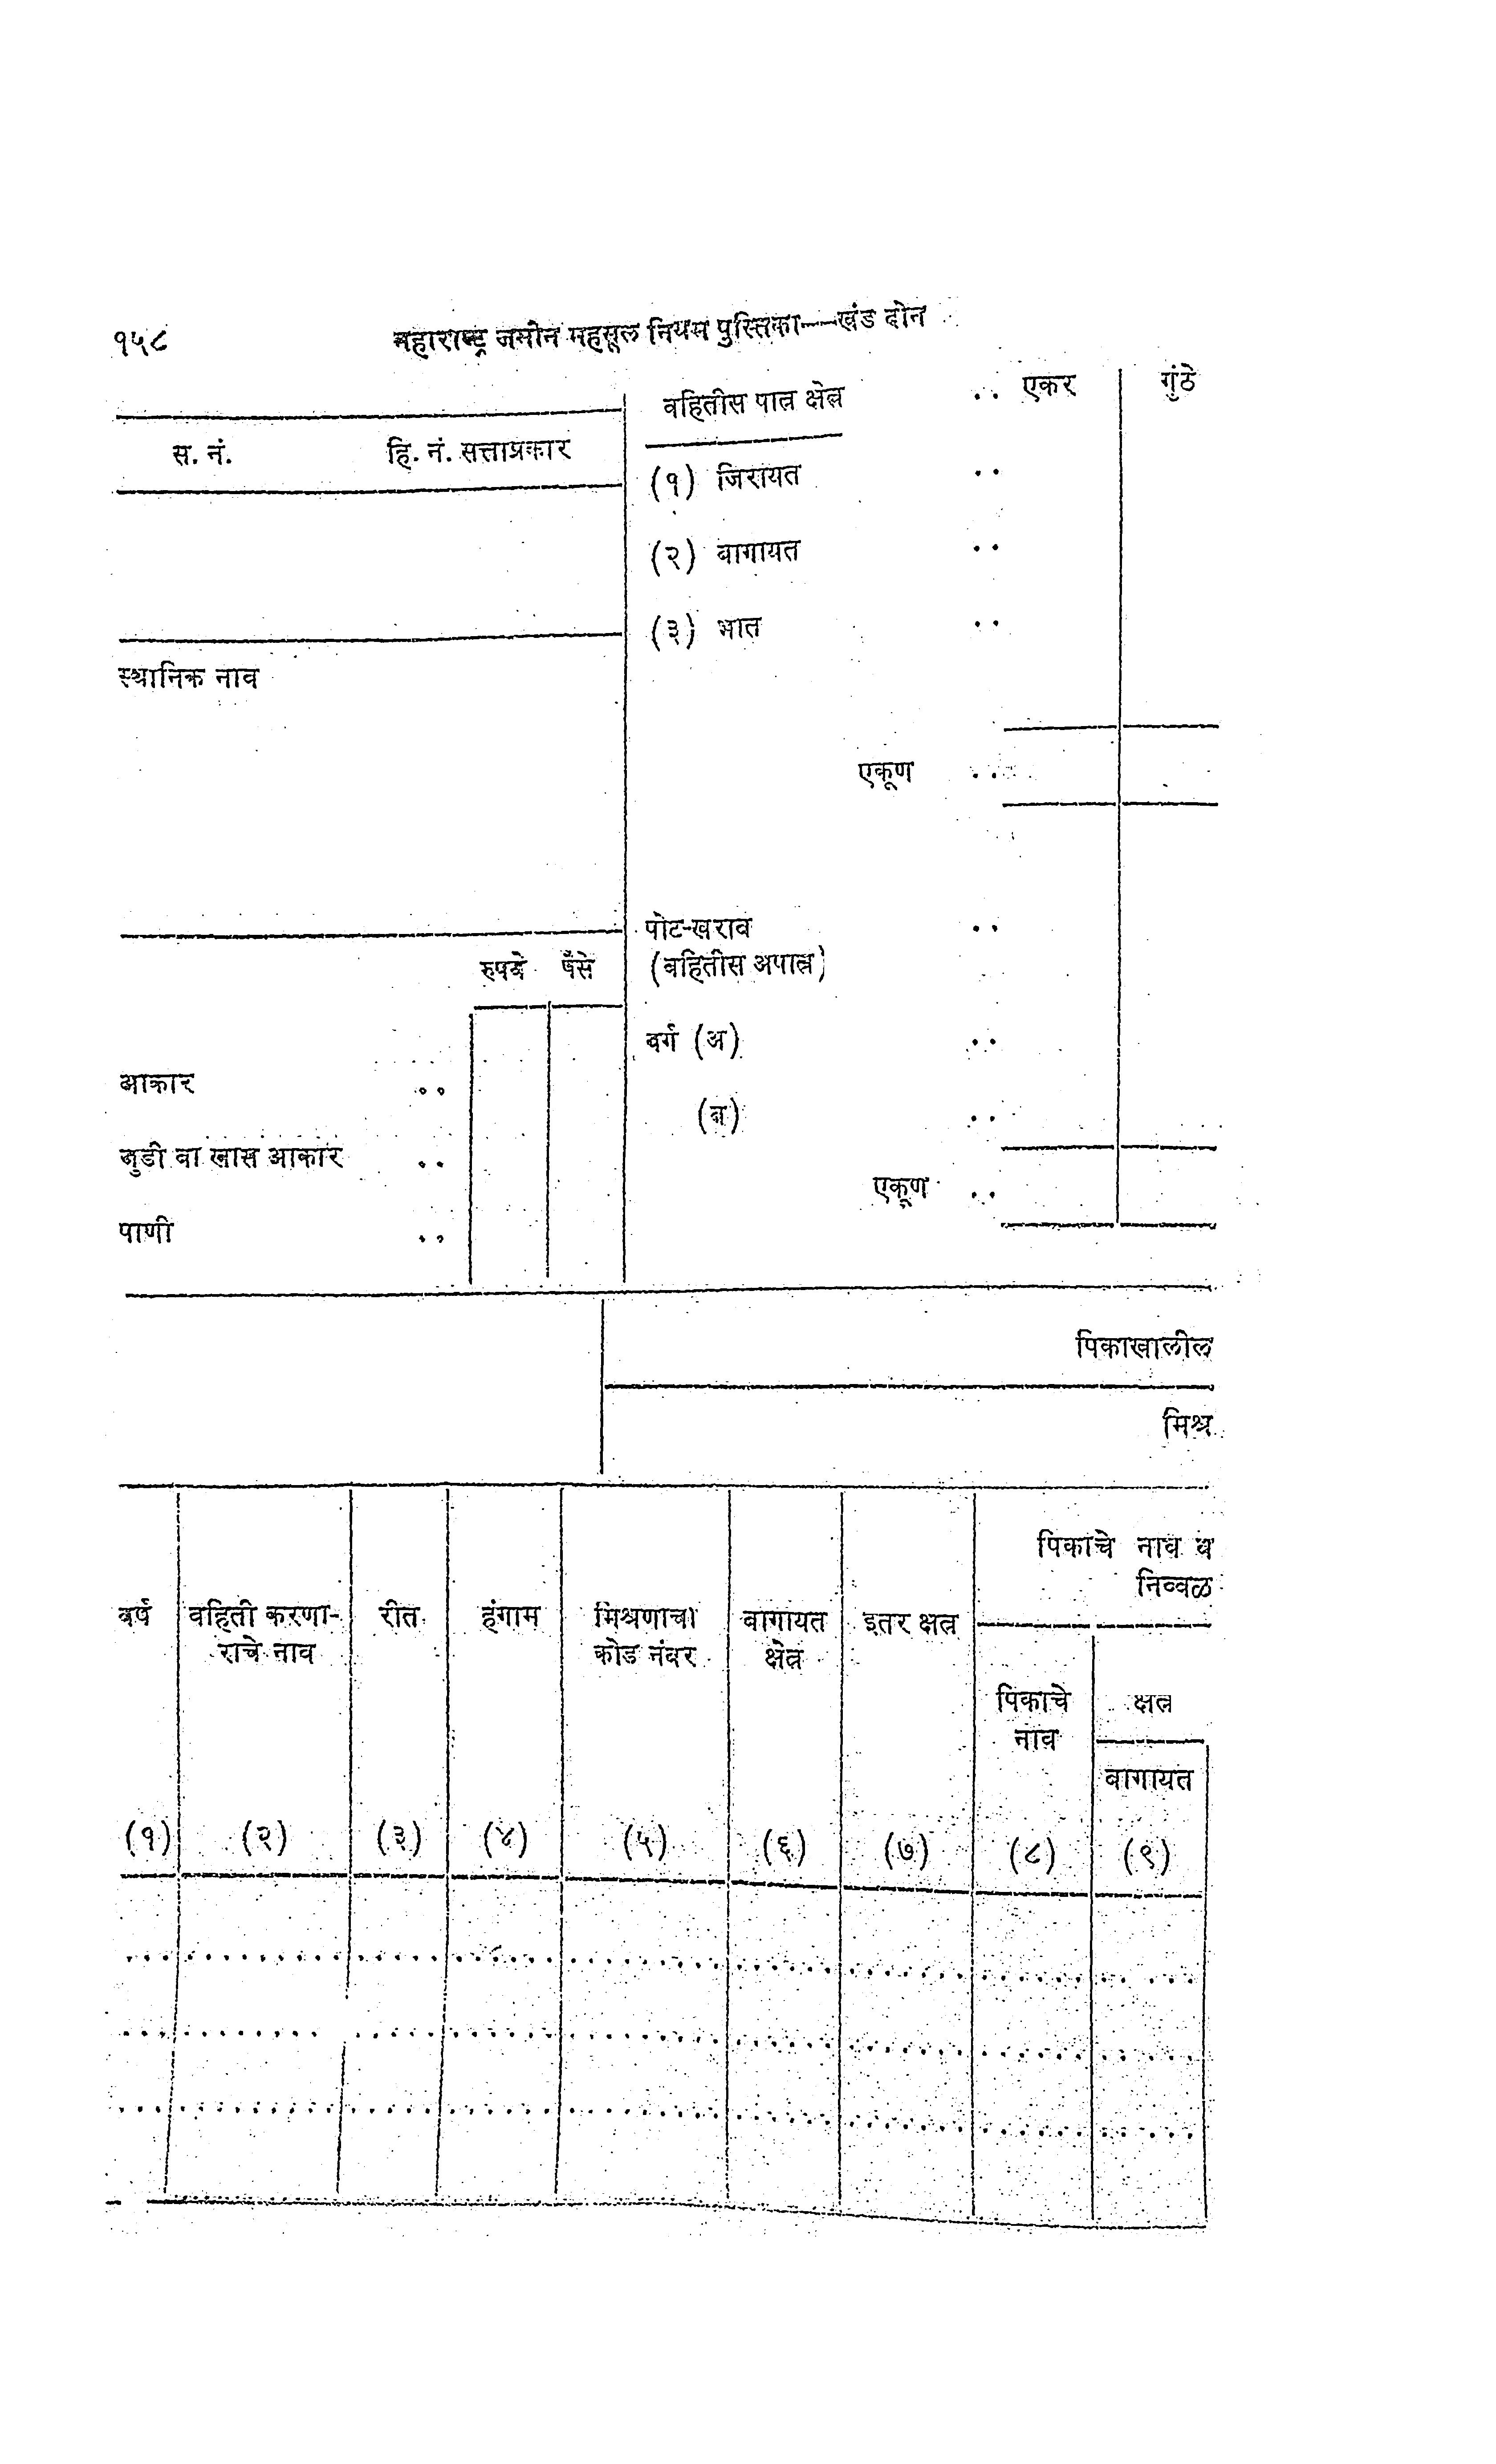 १५८ महाराष्ट्र जमीन महसूल नियम पुस्तिका--खंड दोन
स. नं. हि. नं. सत्ताप्रकार
स्थानिक नाव
रुपये पैसे
आकार ..
जुडी वा खास आकार ..
पाणी ..
वहितीस पात्र क्षेत्र .. एकर गुंठे
(१) जिरायत ..
(२) बागायत ..
(३) भात ..
एकूण ..
पोट-खराब ..
(वहितीस अपात्र)
वर्ग (अ) ..
(ब) ..
एकूण ..
पिकाखालील
मिश्र
पिकाचे नाव व
निव्वळ
वर्ष वहिती करणा- रीत हंगाम मिश्रणाचा बागायत इतर क्षत्र
राचे नाव कोड नंबर क्षेत्र
पिकाचे क्षत्र
नाव
बागायत
(१) (२) (३) (४) (५) (६) (७) (८) (९)